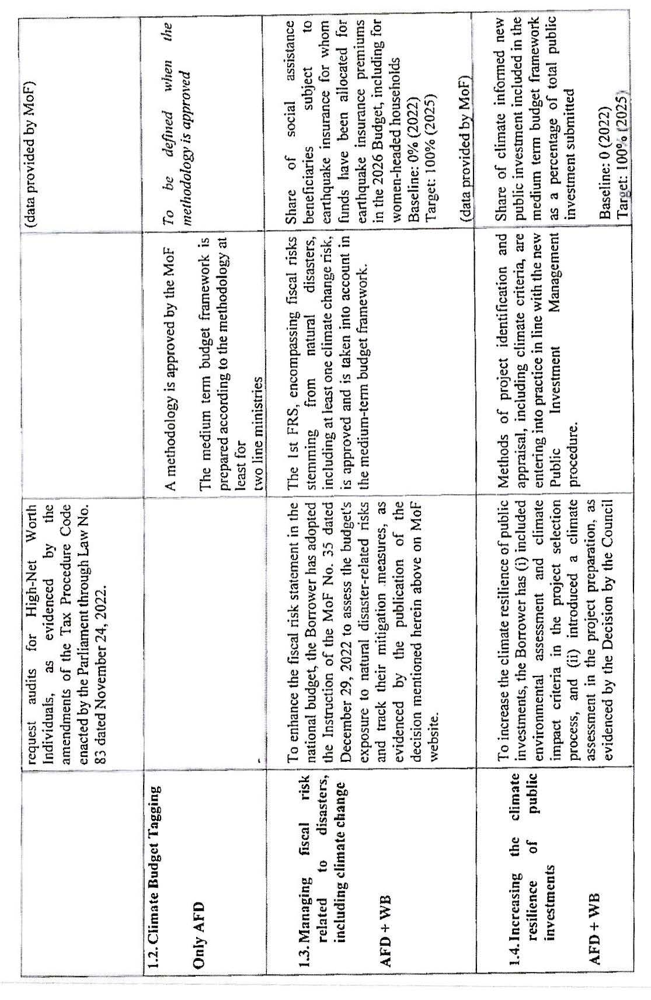 request audits for High-Net Worth
Individuals, as evidenced by the
amendments of the Tax Procedure Code
enacted by the Parliament through Law No.
83 dated November 24, 2022.
(data provided by MoF)
1.2. Climate Budget Tagging
Only AFD
-
A methodology is approved by the MoF
The medium term budget framework is
prepared according to the methodology at
least for
two line ministries
To be defined when the
methodology is approved
1.3. Managing fiscal risk
related to disasters,
including climate change
AFD + WB
To enhance the fiscal risk statement in the
national budget, the Borrower has adopted
the Instruction of the MoF No. 35 dated
December 29, 2022 to assess the budget's
exposure to natural disaster-related risks
and track their mitigation measures, as
evidenced by the publication of the
decision mentioned herein above on MoF
website.
The 1st FRS, encompassing fiscal risks
stemming from natural disasters,
including at least one climate change risk,
is approved and is taken into account in
the medium-term budget framework.
Share of social assistance
beneficiaries subject to
earthquake insurance for whom
funds have been allocated for
earthquake insurance premiums
in the 2026 Budget, including for
women-headed households
Baseline: 0% (2022)
Target: 100% (2025)
(data provided by MoF)
1.4. Increasing the climate
resilience of public
investments
AFD + WB
To increase the climate resilience of public
investments, the Borrower has (i) included
environmental assessment and climate
impact criteria in the project selection
process, and (ii) introduced a climate
assessment in the project preparation, as
evidenced by the Decision by the Council
Methods of project identification and
appraisal, including climate criteria, are
entering into practice in line with the new
Public Investment Management
procedure.
Share of climate informed new
public investment included in the
medium term budget framework
as a percentage of total public
investment submitted
Baseline: 0 (2022)
Target: 100% (2025)